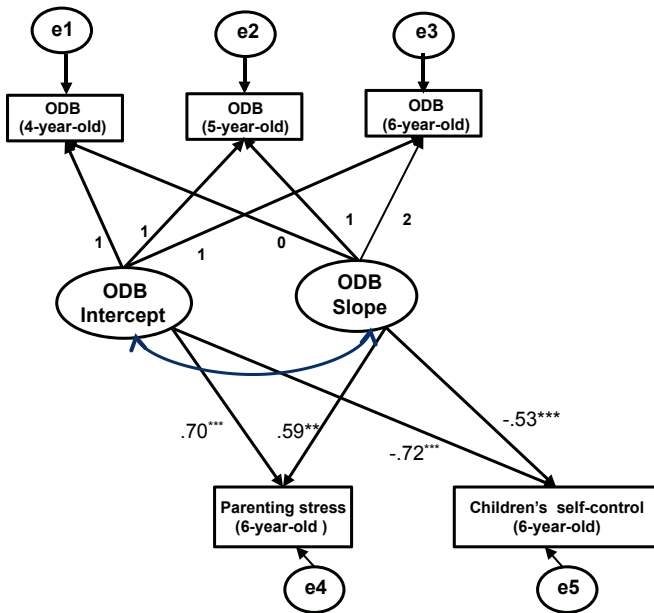 e1
e2
e3
ODB
(4-year-old)
ODB
(5-year-old)
ODB
(6-year-old)
1
1
1
0
1
2
ODB
Intercept
ODB
Slope
.70***
.59**
-.72***
-.53***
Parenting stress
(6-year-old )
Children's self-control
(6-year-old)
e4
e5